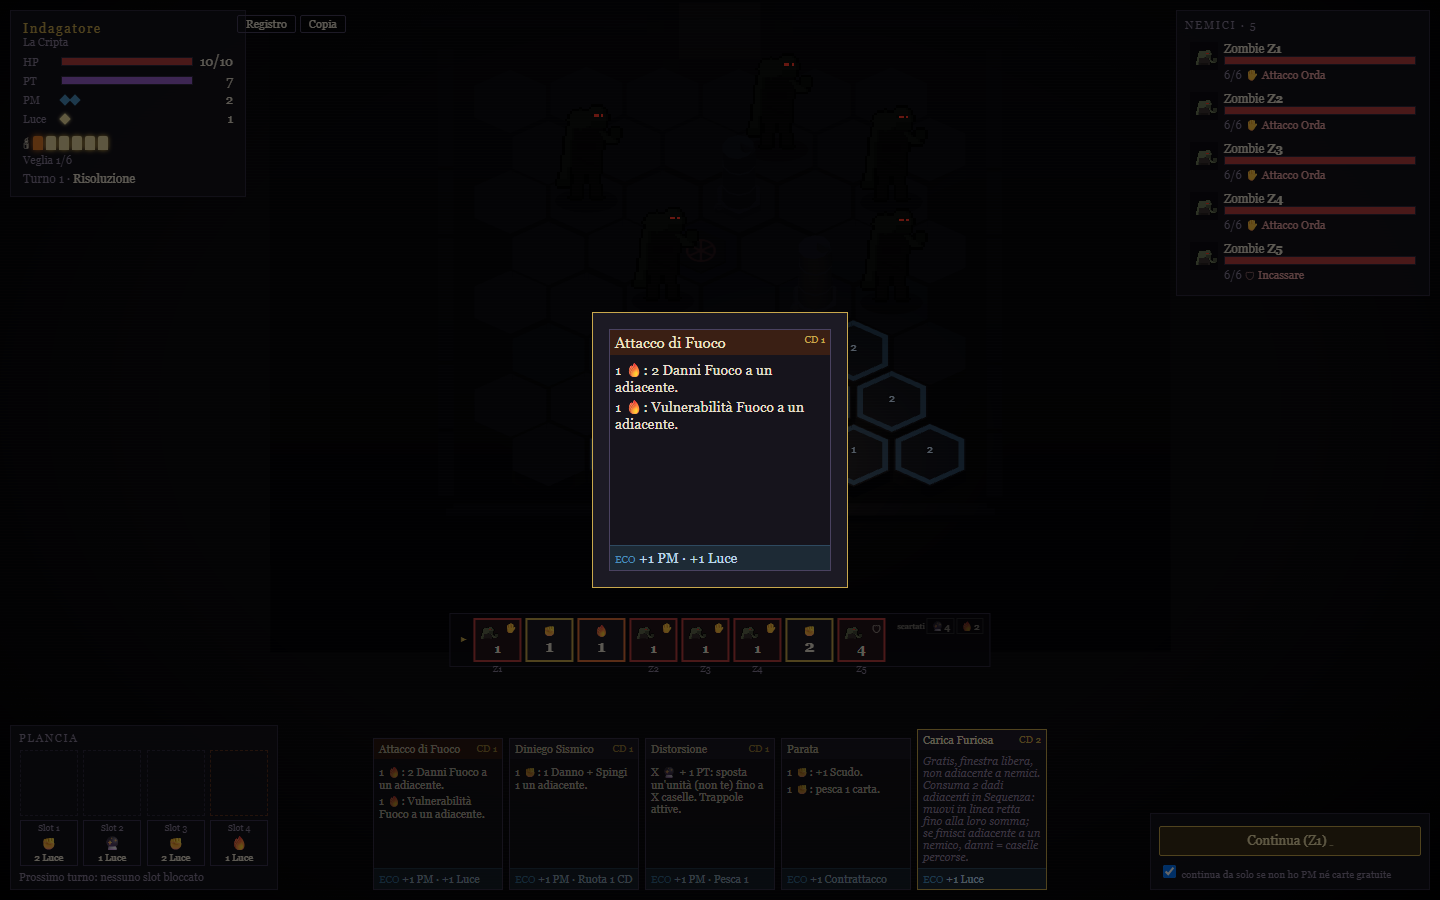 Indagatore
La Cripta
HP 10/10
PT 7
PM 2
Luce 1
Veglia 1/6
Turno 1 · Risoluzione
Registro
Copia
NEMICI · 5
Zombie Z1
6/6 Attacco Orda
Zombie Z2
6/6 Attacco Orda
Zombie Z3
6/6 Attacco Orda
Zombie Z4
6/6 Attacco Orda
Zombie Z5
6/6 Incassare
2
2
1
2
Attacco di Fuoco CD 1
1 🔥: 2 Danni Fuoco a un
adiacente.
1 🔥: Vulnerabilità Fuoco a un
adiacente.
ECO +1 PM · +1 Luce
1 1 1 1 1 1 2 4
Z1 Z2 Z3 Z4 Z5
scartati 4 2
PLANCIA
Slot 1
2 Luce
Slot 2
1 Luce
Slot 3
2 Luce
Slot 4
1 Luce
Prossimo turno: nessuno slot bloccato
Attacco di Fuoco CD 1
1 🔥: 2 Danni Fuoco a
un adiacente.
1 🔥: Vulnerabilità
Fuoco a un adiacente.
ECO +1 PM · +1 Luce
Diniego Sismico CD 1
1 ✊: 1 Danno + Spingi
1 un adiacente.
ECO +1 PM · Ruota 1 CD
Distorsione CD 1
X 🔮 + 1 PT: sposta
un'unità (non te) fino a
X caselle. Trappole
attive.
ECO +1 PM · Pesca 1
Parata
1 ✊: +1 Scudo.
1 ✊: pesca 1 carta.
ECO +1 Contrattacco
Carica Furiosa CD 2
Gratis, finestra libera,
non adiacente a nemici.
Consuma 2 dadi
adiacenti in Sequenza:
muovi in linea retta
fino alla loro somma;
se finisci adiacente a un
nemico, danni = caselle
percorse.
ECO +1 Luce
Continua (Z1)
continua da solo se non ho PM né carte gratuite